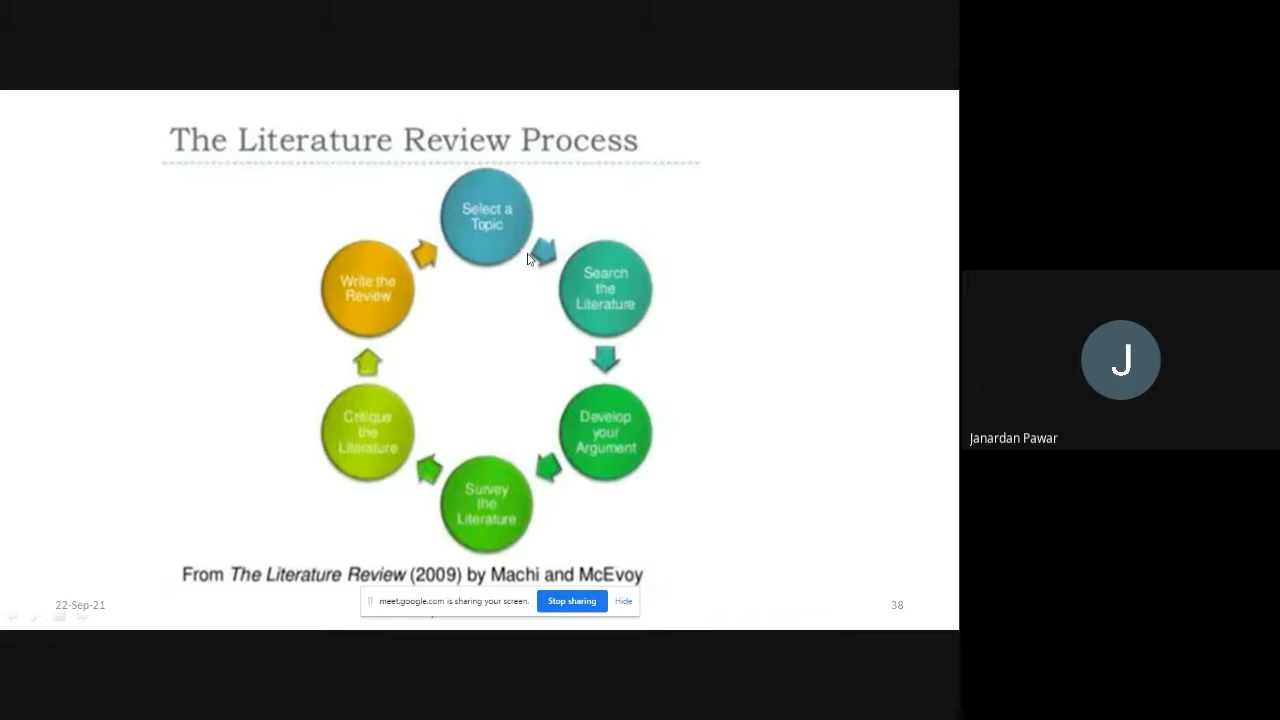 The Literature Review Process
Select a
Topic
Search
the
Literature
Develop
your
Argument
Survey
the
Literature
Critique
the
Literature
Write the
Review
From The Literature Review (2009) by Machi and McEvoy
meet.google.com is sharing your screen.
Stop sharing
Hide
22-Sep-21
38
J
Janardan Pawar